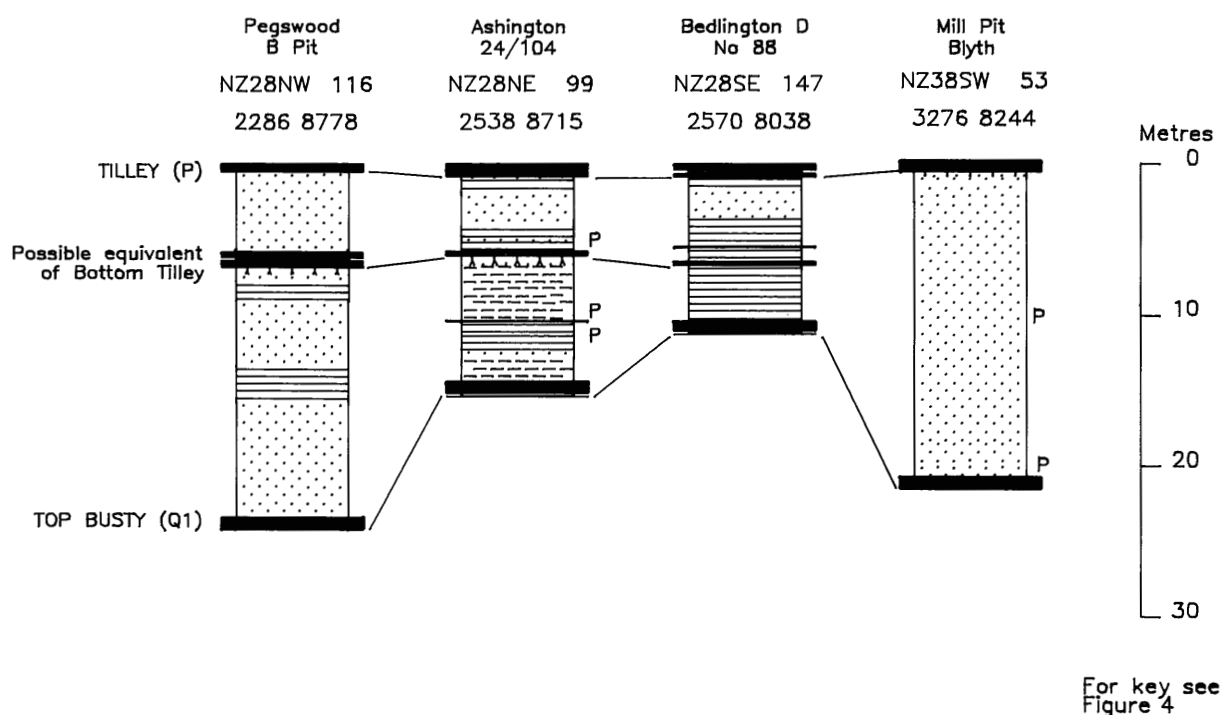 Pegswood
B Pit
NZ28NW 116
2286 8778
Ashington
24/104
NZ28NE 99
2538 8715
Bedlington D
No 88
NZ28SE 147
2570 8038
Mill Pit
Blyth
NZ38SW 53
3276 8244
Metres
0
10
20
30
TILLEY (P)
Possible equivalent
of Bottom Tilley
TOP BUSTY (Q1)
P
P
P
P
P
For key see
Figure 4